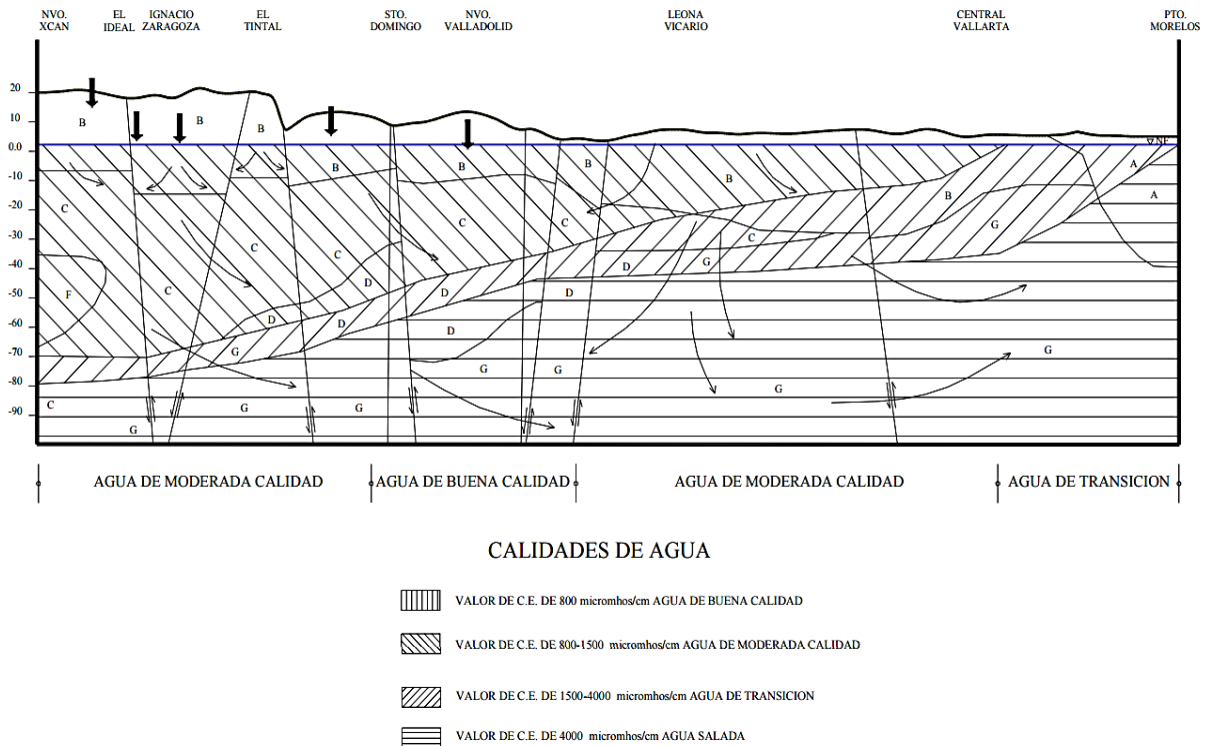 NVO. XCAN
EL IDEAL
IGNACIO ZARAGOZA
EL TINTAL
STO. DOMINGO
NVO. VALLADOLID
LEONA VICARIO
CENTRAL VALLARTA
PTO. MORELOS
20
10
0.0
-10
-20
-30
-40
-50
-60
-70
-80
-90
B
B
B
NF
B
B
B
B
A
A
B
C
C
C
G
C
C
C
D
G
F
C
D
D
D
D
D
D
G
G
G
G
G
C
G
G
G
AGUA DE MODERADA CALIDAD
AGUA DE BUENA CALIDAD
AGUA DE MODERADA CALIDAD
AGUA DE TRANSICION
CALIDADES DE AGUA
VALOR DE C.E. DE 800 micromhos/cm AGUA DE BUENA CALIDAD
VALOR DE C.E. DE 800-1500 micromhos/cm AGUA DE MODERADA CALIDAD
VALOR DE C.E. DE 1500-4000 micromhos/cm AGUA DE TRANSICION
VALOR DE C.E. DE 4000 micromhos/cm AGUA SALADA